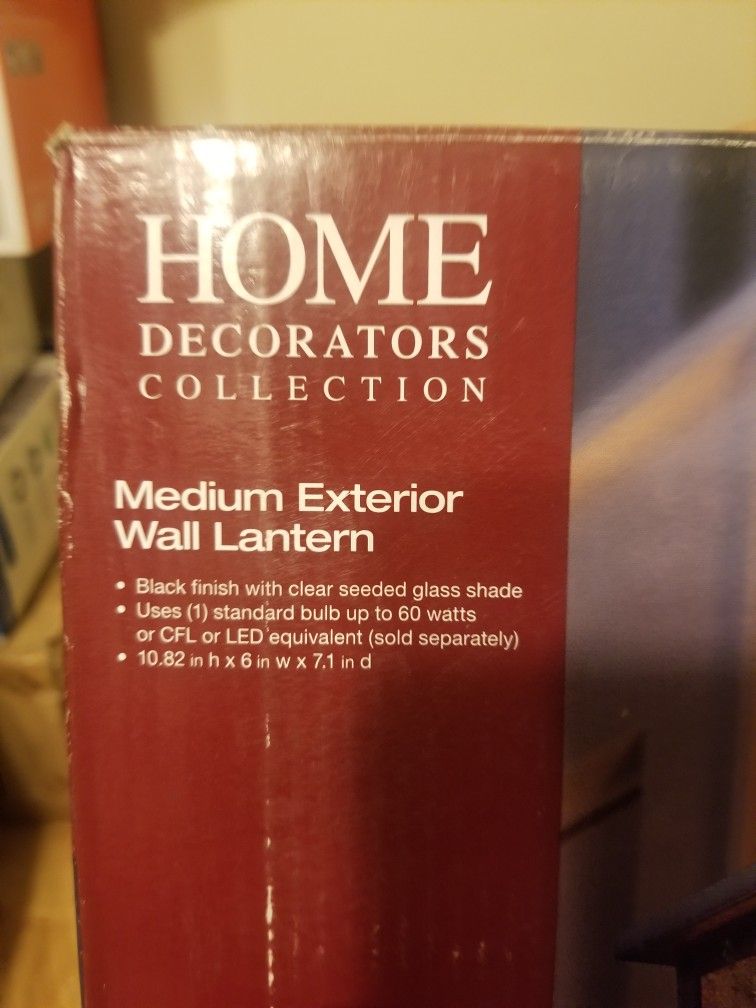 HOME
DECORATORS
COLLECTION
Medium Exterior
Wall Lantern
• Black finish with clear seeded glass shade
• Uses (1) standard bulb up to 60 watts
or CFL or LED equivalent (sold separately)
• 10.82 in h x 6 in w x 7.1 in d